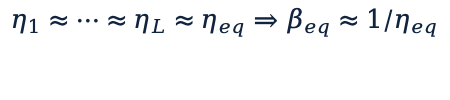 η₁ ≈ ⋯ ≈ η_L ≈ η_eq ⇒ β_eq ≈ 1/η_eq